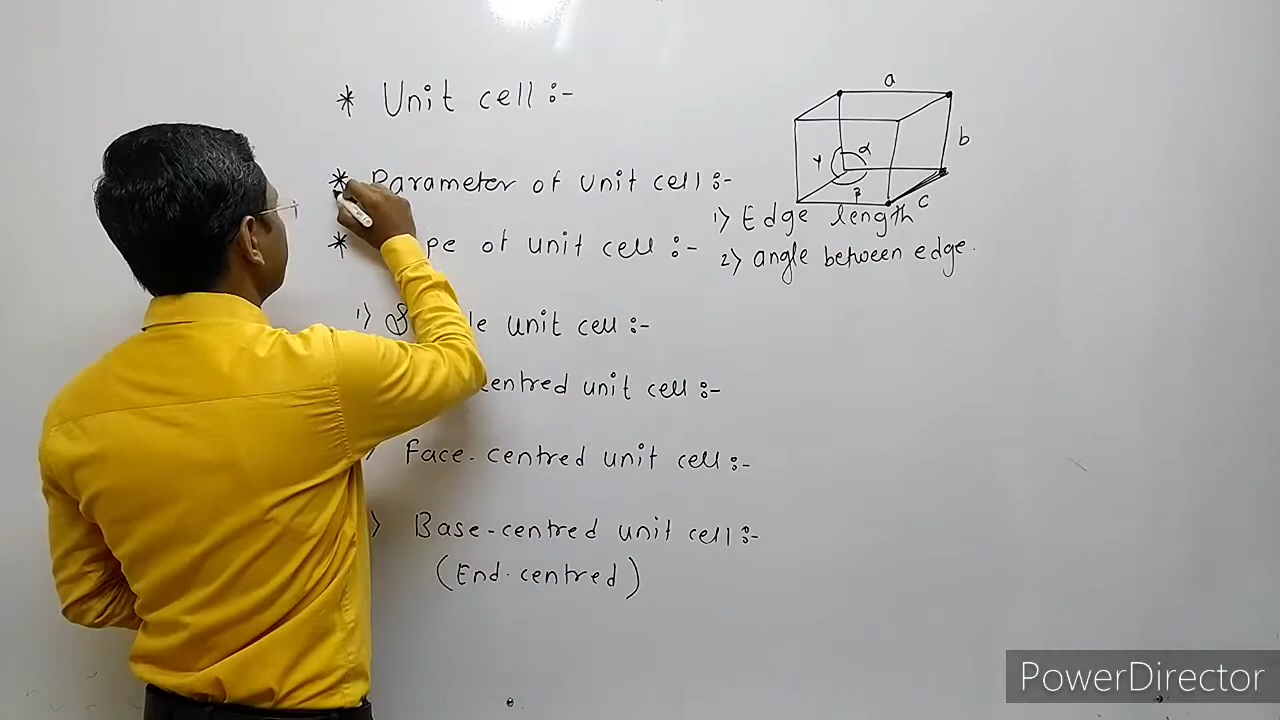 a
* Unit cell :-
b
α
γ
β
* Parameter of unit cell :-
c
1) Edge length
* pe of unit cell :-
2) angle between edge.
1) le unit cell :-
centred unit cell :-
) Face-centred unit cell :-
) Base-centred unit cell :-
(End-centred)
PowerDirector